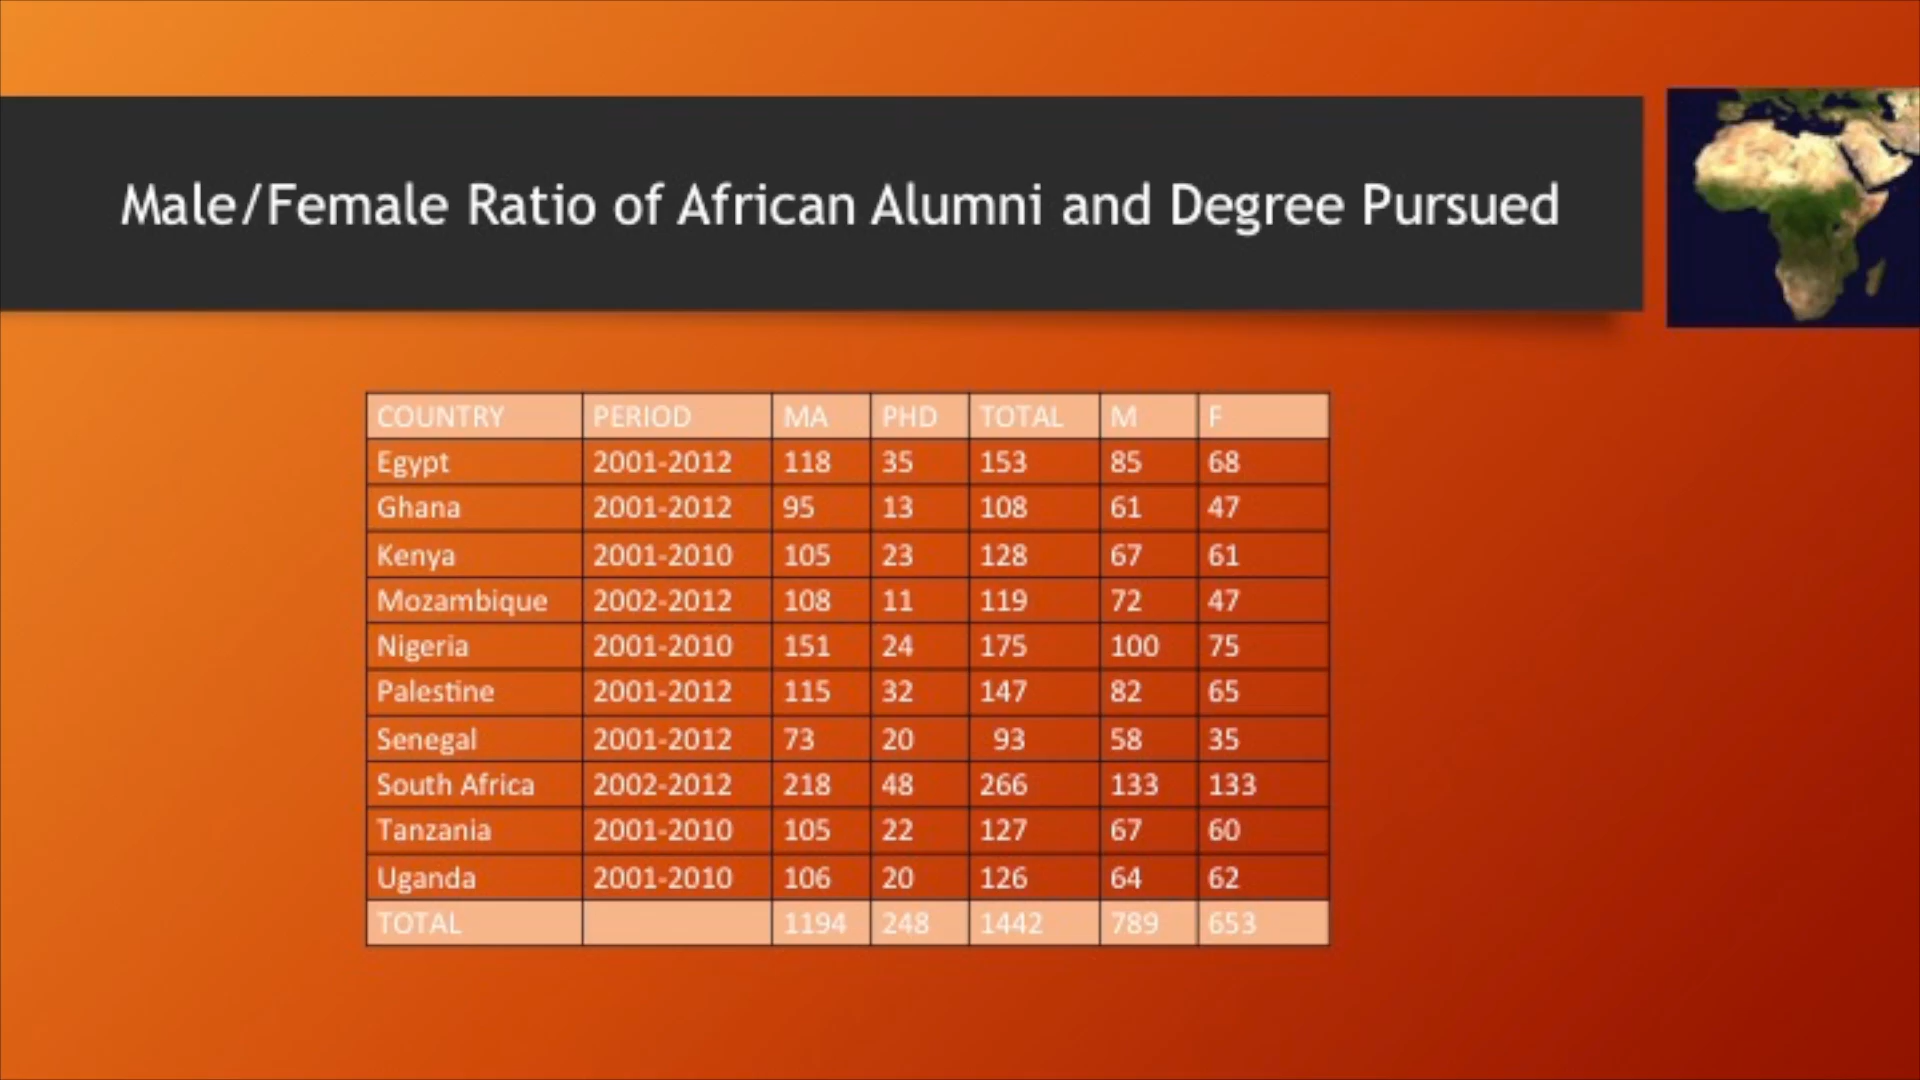 Male/Female Ratio of African Alumni and Degree Pursued
COUNTRY PERIOD MA PHD TOTAL M F
Egypt 2001-2012 118 35 153 85 68
Ghana 2001-2012 95 13 108 61 47
Kenya 2001-2010 105 23 128 67 61
Mozambique 2002-2012 108 11 119 72 47
Nigeria 2001-2010 151 24 175 100 75
Palestine 2001-2012 115 32 147 82 65
Senegal 2001-2012 73 20 93 58 35
South Africa 2002-2012 218 48 266 133 133
Tanzania 2001-2010 105 22 127 67 60
Uganda 2001-2010 106 20 126 64 62
TOTAL 1194 248 1442 789 653